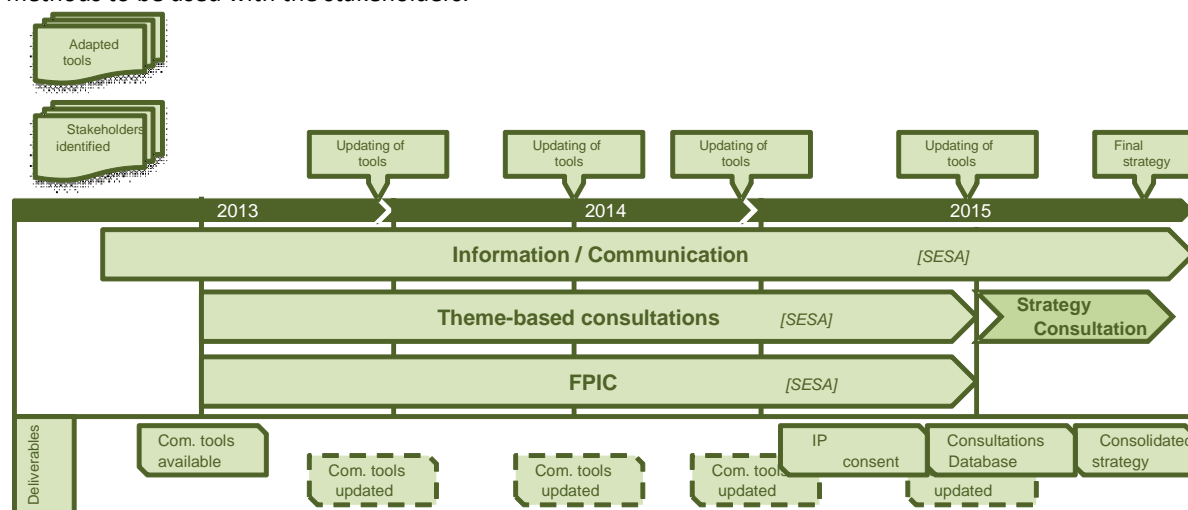 methods to be used with the stakeholders.
Adapted
tools
Stakeholders
identified
Updating of
tools
Updating of
tools
Updating of
tools
Updating of
tools
Final
strategy
2013
2014
2015
Information / Communication
[SESA]
Theme-based consultations
[SESA]
Strategy
Consultation
FPIC
[SESA]
Deliverables
Com. tools
available
Com. tools
updated
Com. tools
updated
Com. tool
updated
IP
consent
Consultations
Database
updated
Consolidated
strategy